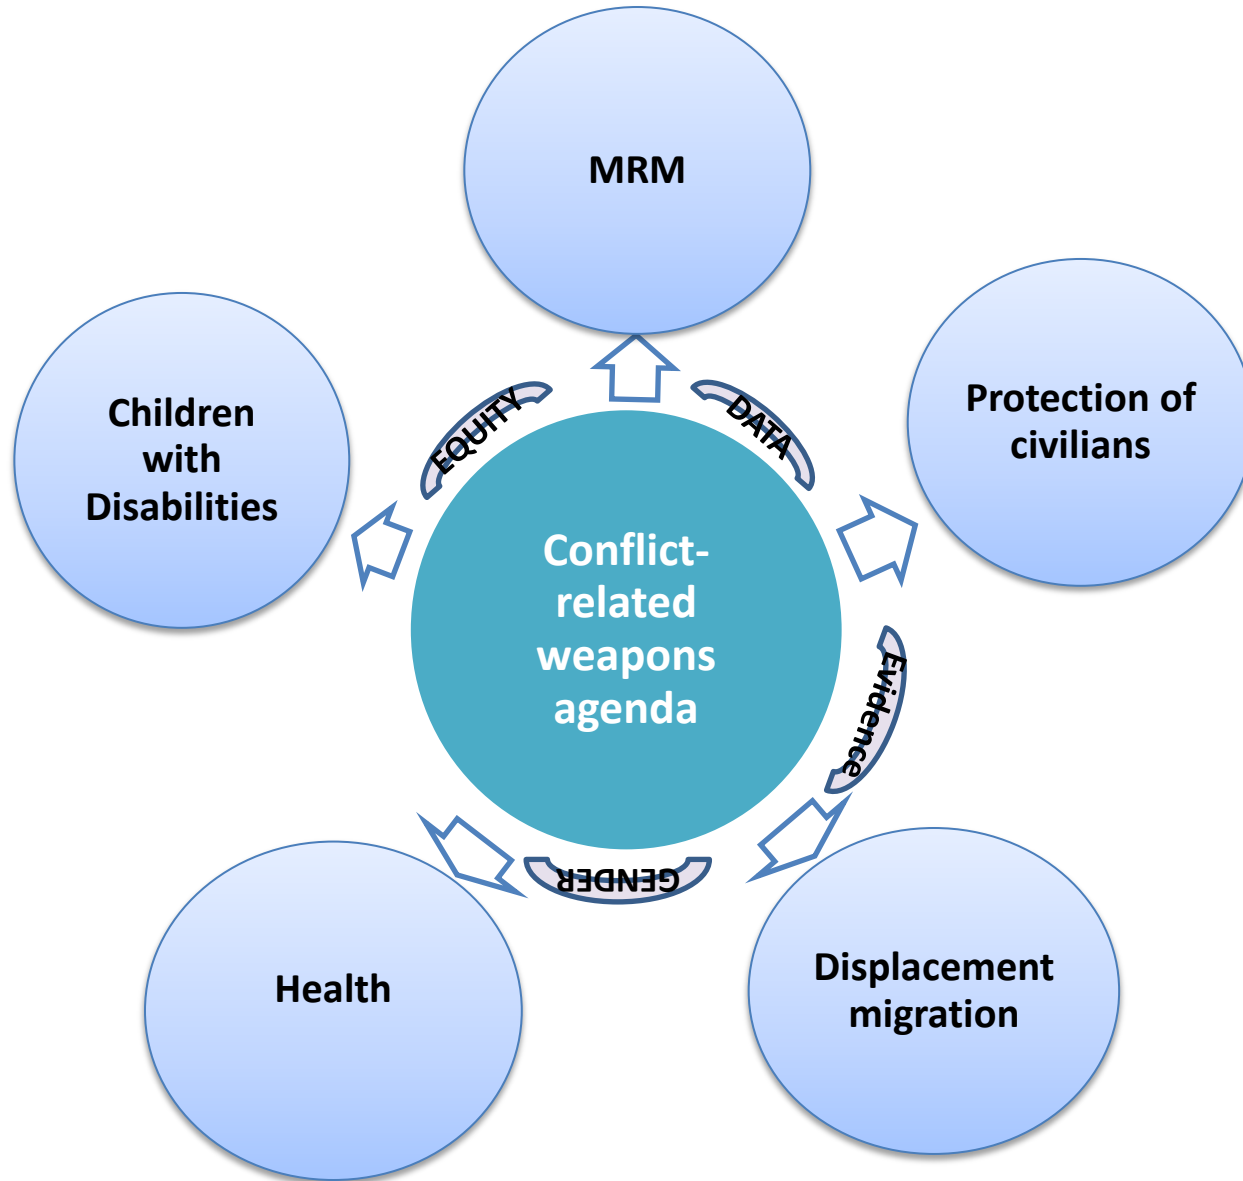 MRM
Children
with
Disabilities
EQUITY
DATA
Protection of
civilians
Conflict-
related
weapons
agenda
Evidence
GENDER
Health
Displacement
migration